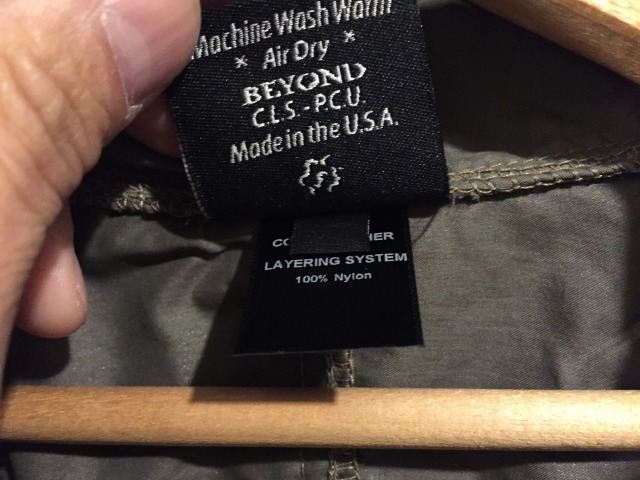 Machine Wash Warm
* Air Dry *
BEYOND
C.L.S.-P.C.U.
Made in the U.S.A.
LAYERING SYSTEM
100% Nylon